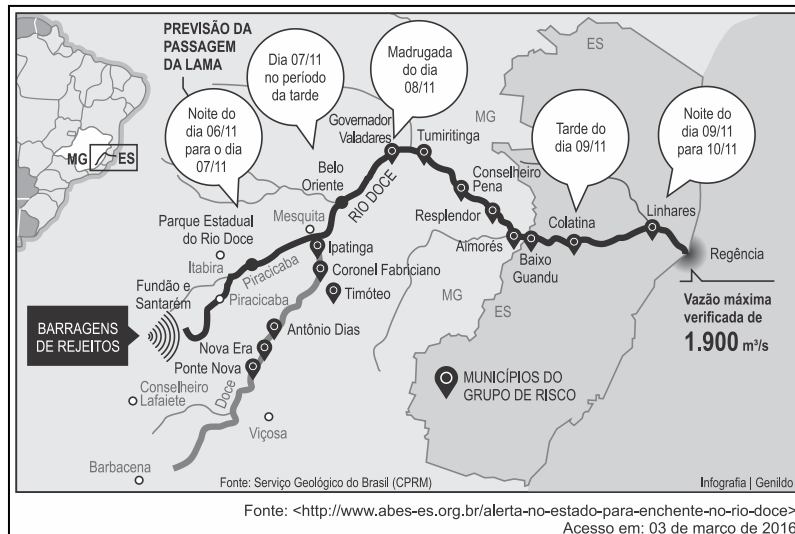 PREVISÃO DA
PASSAGEM
DA LAMA
Noite do
dia 06/11
para o dia
07/11
Dia 07/11
no período
da tarde
Madrugada
do dia
08/11
Tarde do
dia 09/11
Noite do
dia 09/11
para 10/11
ES
MG
MG
ES
MG
ES
Governador
Valadares
Tumiritinga
Conselheiro
Pena
Resplendor
Aimorés
Baixo
Guandu
Colatina
Linhares
Regência
Belo
Oriente
RIO DOCE
Mesquita
Parque Estadual
do Rio Doce
Itabira
Piracicaba
Piracicaba
Ipatinga
Coronel Fabriciano
Timóteo
Fundão e
Santarém
BARRAGENS
DE REJEITOS
Antônio Dias
Nova Era
Ponte Nova
Conselheiro
Lafaiete
Doce
Viçosa
Barbacena
Vazão máxima
verificada de
1.900 m³/s
MUNICÍPIOS DO
GRUPO DE RISCO
Fonte: Serviço Geológico do Brasil (CPRM)
Infografia | Genildo
Fonte: <http://www.abes-es.org.br/alerta-no-estado-para-enchente-no-rio-doce>
Acesso em: 03 de março de 2016